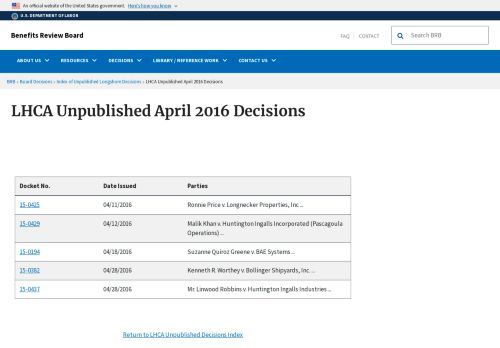 An official website of the United States government. Here's how you know
U.S. DEPARTMENT OF LABOR
Benefits Review Board
FAQ CONTACT
Search BRB
ABOUT US RESOURCES DECISIONS LIBRARY / REFERENCE WORK CONTACT US
BRB › Board Decisions › Index of Unpublished Longshore Decisions › LHCA Unpublished April 2016 Decisions
LHCA Unpublished April 2016 Decisions
Docket No. Date Issued Parties
15-0425 04/11/2016 Ronnie Price v. Longnecker Properties, Inc ...
15-0429 04/12/2016 Malik Khan v. Huntington Ingalls Incorporated (Pascagoula
Operations) ...
15-0194 04/18/2016 Suzanne Quiroz Greene v. BAE Systems ...
15-0382 04/28/2016 Kenneth R. Worthey v. Bollinger Shipyards, Inc. ...
15-0437 04/28/2016 Mr. Linwood Robbins v. Huntington Ingalls Industries ...
Return to LHCA Unpublished Decisions Index